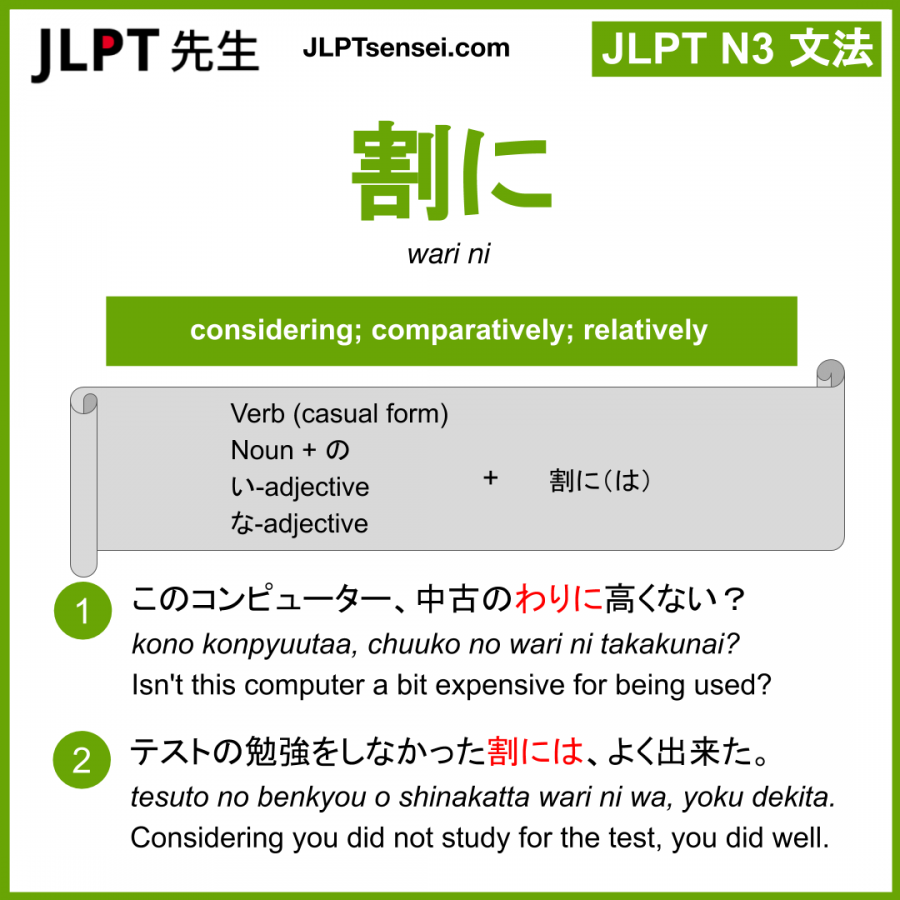 JLPT 先生
JLPTsensei.com
JLPT N3 文法
割に
wari ni
considering; comparatively; relatively
Verb (casual form)
Noun + の
い-adjective
な-adjective
+
割に（は）
1
このコンピューター、中古のわりに高くない？
kono konpyuutaa, chuuko no wari ni takakunai?
Isn't this computer a bit expensive for being used?
2
テストの勉強をしなかった割には、よく出来た。
tesuto no benkyou o shinakatta wari ni wa, yoku dekita.
Considering you did not study for the test, you did well.